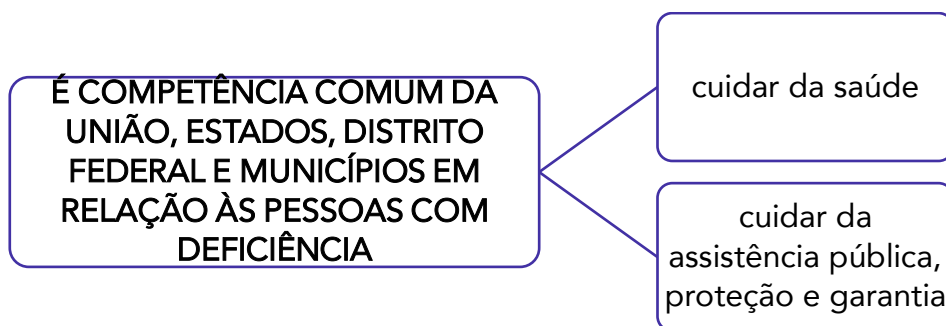 É COMPETÊNCIA COMUM DA
UNIÃO, ESTADOS, DISTRITO
FEDERAL E MUNICÍPIOS EM
RELAÇÃO ÀS PESSOAS COM
DEFICIÊNCIA
cuidar da saúde
cuidar da
assistência pública,
proteção e garantia